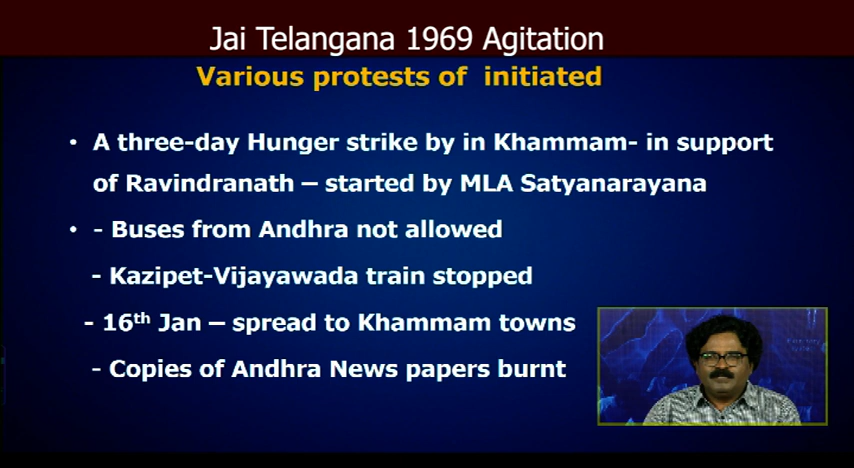 Jai Telangana 1969 Agitation
Various protests of initiated
• A three-day Hunger strike by in Khammam- in support
of Ravindranath – started by MLA Satyanarayana
• - Buses from Andhra not allowed
- Kazipet-Vijayawada train stopped
- 16th Jan – spread to Khammam towns
- Copies of Andhra News papers burnt